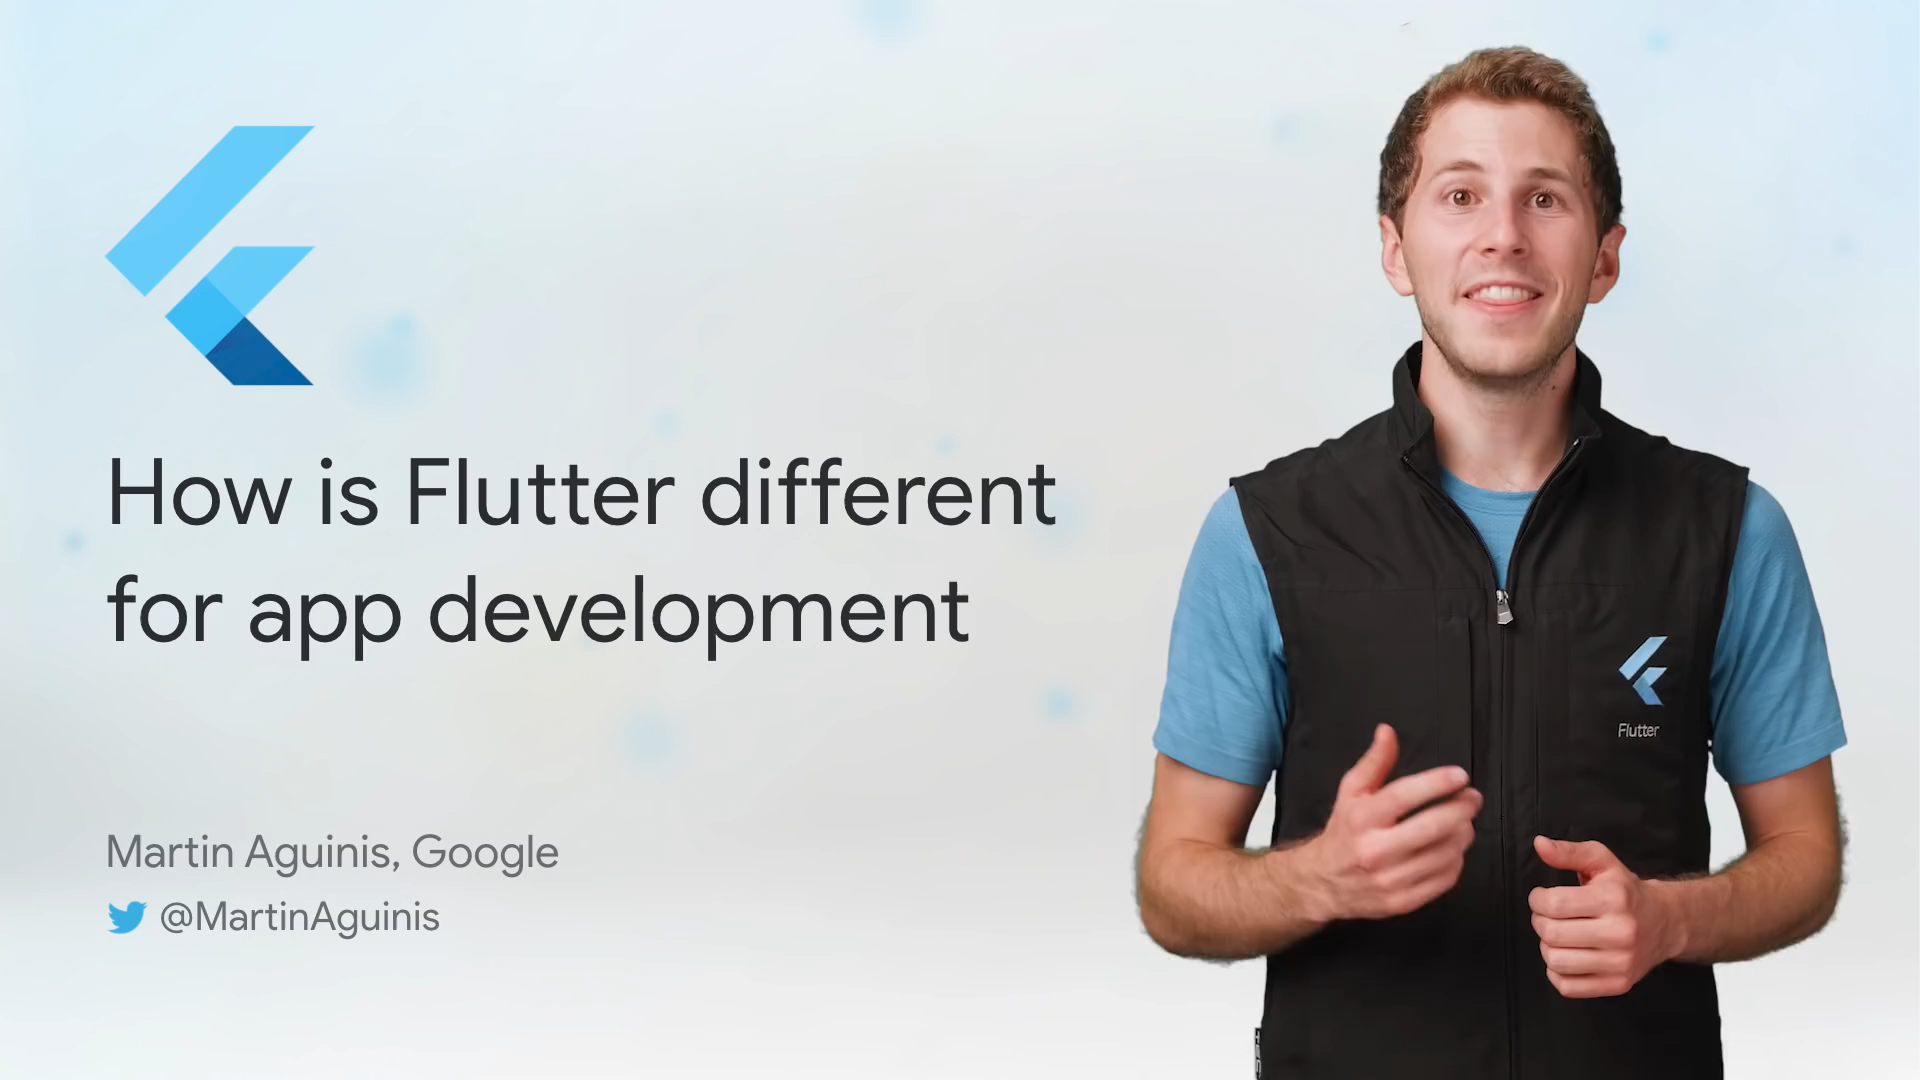 How is Flutter different
for app development
Martin Aguinis, Google
@MartinAguinis
Flutter